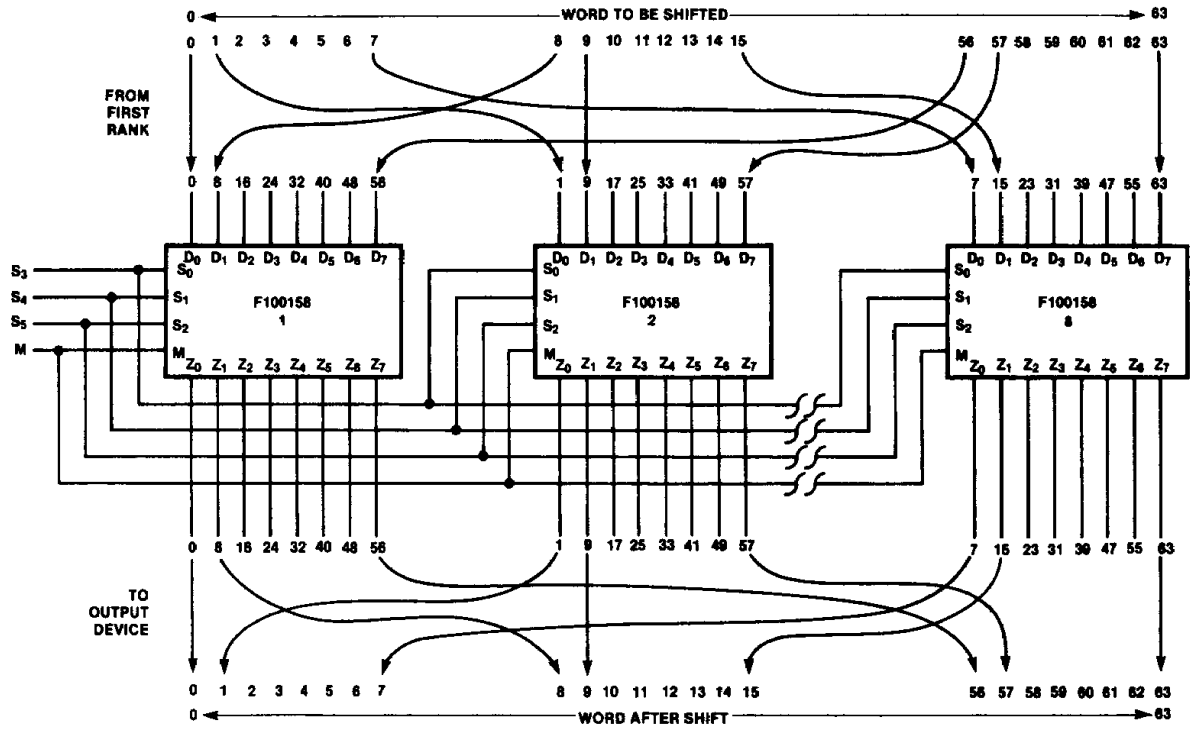 0 WORD TO BE SHIFTED 63
0 1 2 3 4 5 6 7 8 9 10 11 12 13 14 15 56 57 58 59 60 61 62 63
FROM
FIRST
RANK
0 8 16 24 32 40 48 56 1 9 17 25 33 41 49 57 7 15 23 31 39 47 55 63
D0 D1 D2 D3 D4 D5 D6 D7 D0 D1 D2 D3 D4 D5 D6 D7 D0 D1 D2 D3 D4 D5 D6 D7
S3 S0 S0 S0
S4 S1 F100158 S1 F100158 S1 F100158
S5 S2 1 S2 2 S2 8
M M M M
Z0 Z1 Z2 Z3 Z4 Z5 Z6 Z7 Z0 Z1 Z2 Z3 Z4 Z5 Z6 Z7 Z0 Z1 Z2 Z3 Z4 Z5 Z6 Z7
0 8 16 24 32 40 48 56 1 9 17 25 33 41 49 57 7 15 23 31 39 47 55 63
TO
OUTPUT
DEVICE
0 1 2 3 4 5 6 7 8 9 10 11 12 13 14 15 56 57 58 59 60 61 62 63
0 WORD AFTER SHIFT 63